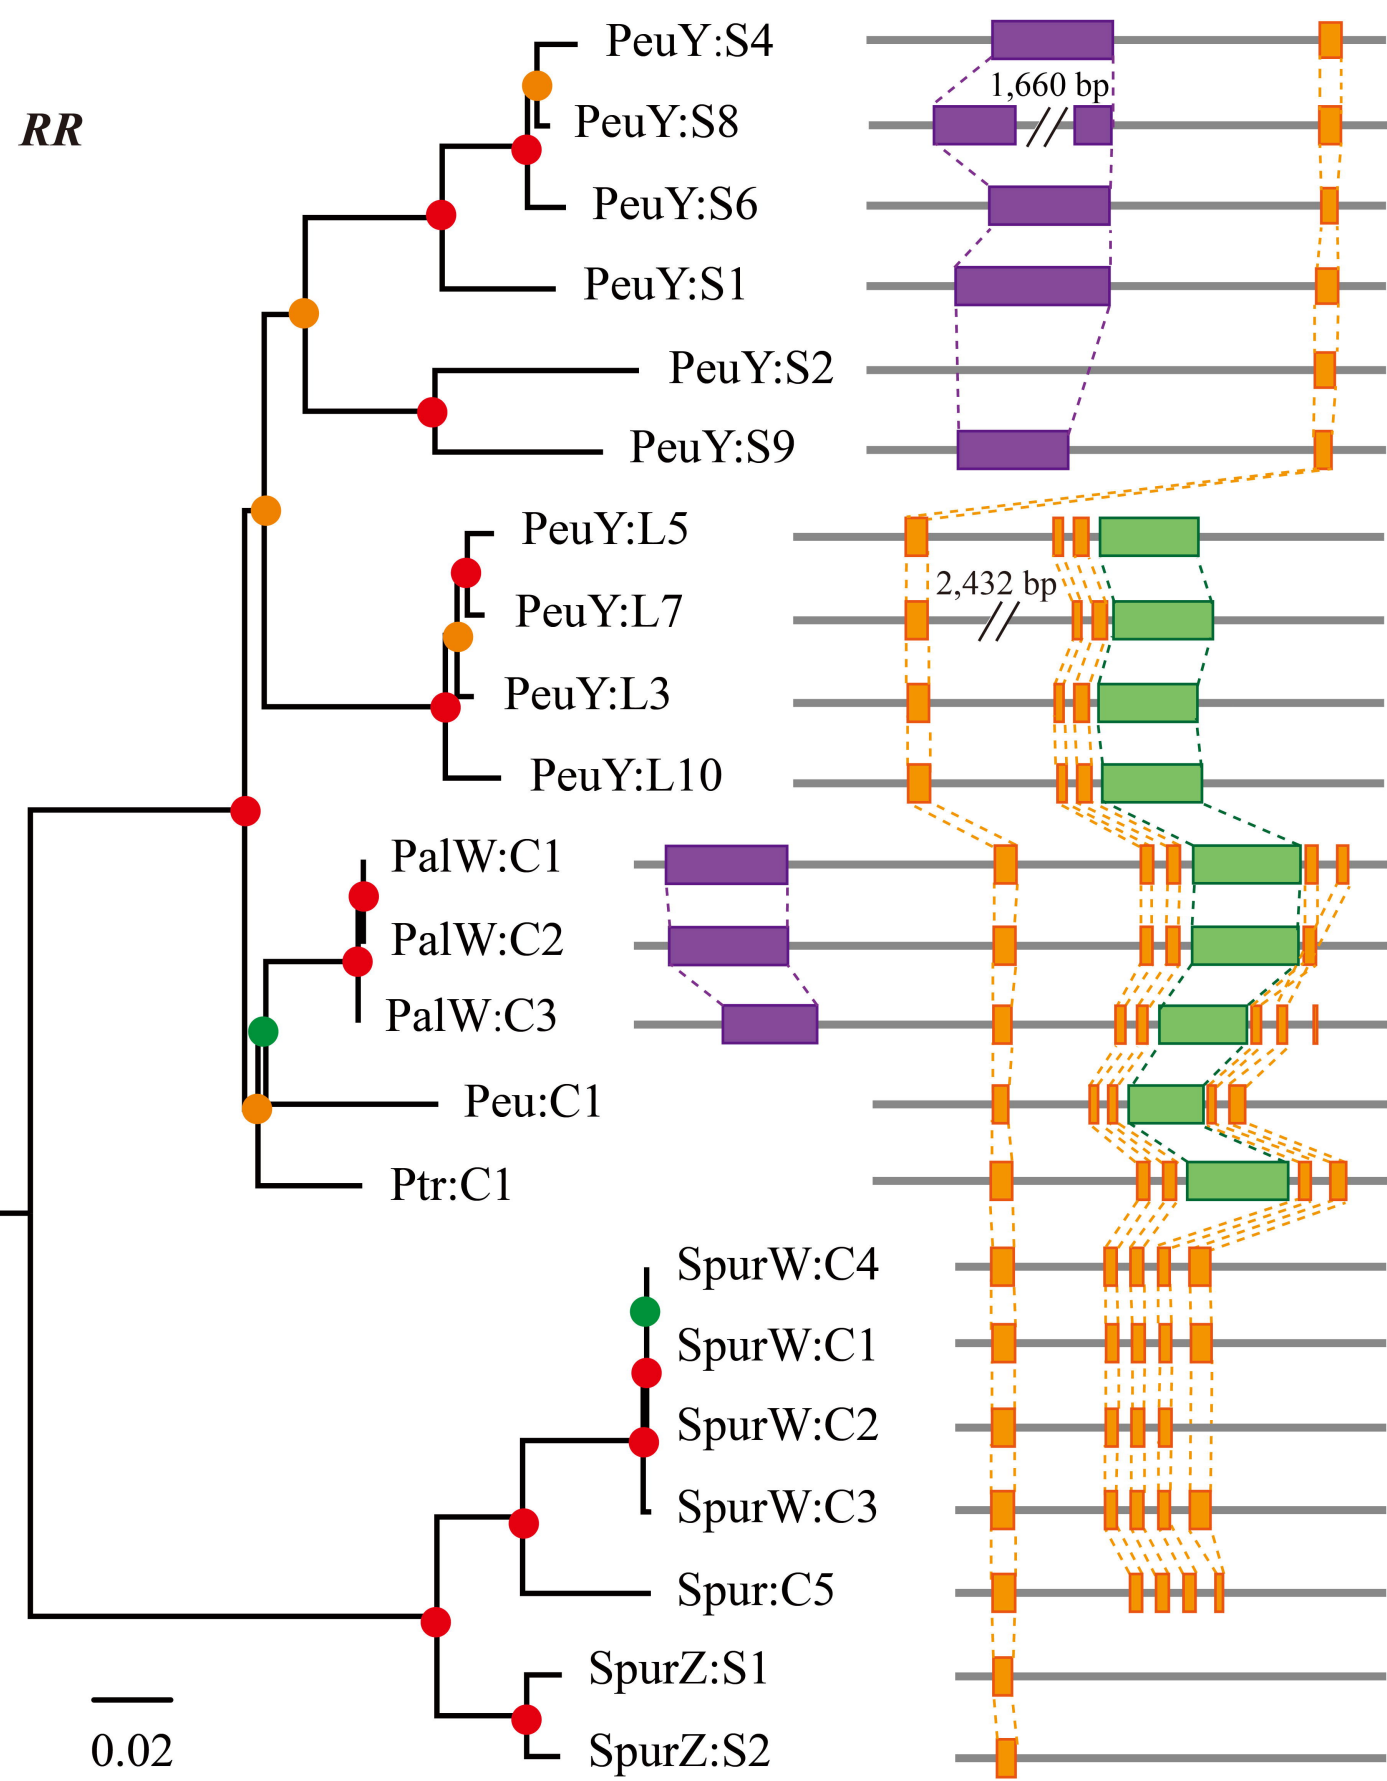 PeuY:S4
1,660 bp
RR
PeuY:S8
PeuY:S6
PeuY:S1
PeuY:S2
PeuY:S9
PeuY:L5
2,432 bp
PeuY:L7
PeuY:L3
PeuY:L10
PalW:C1
PalW:C2
PalW:C3
Peu:C1
Ptr:C1
SpurW:C4
SpurW:C1
SpurW:C2
SpurW:C3
Spur:C5
SpurZ:S1
0.02
SpurZ:S2